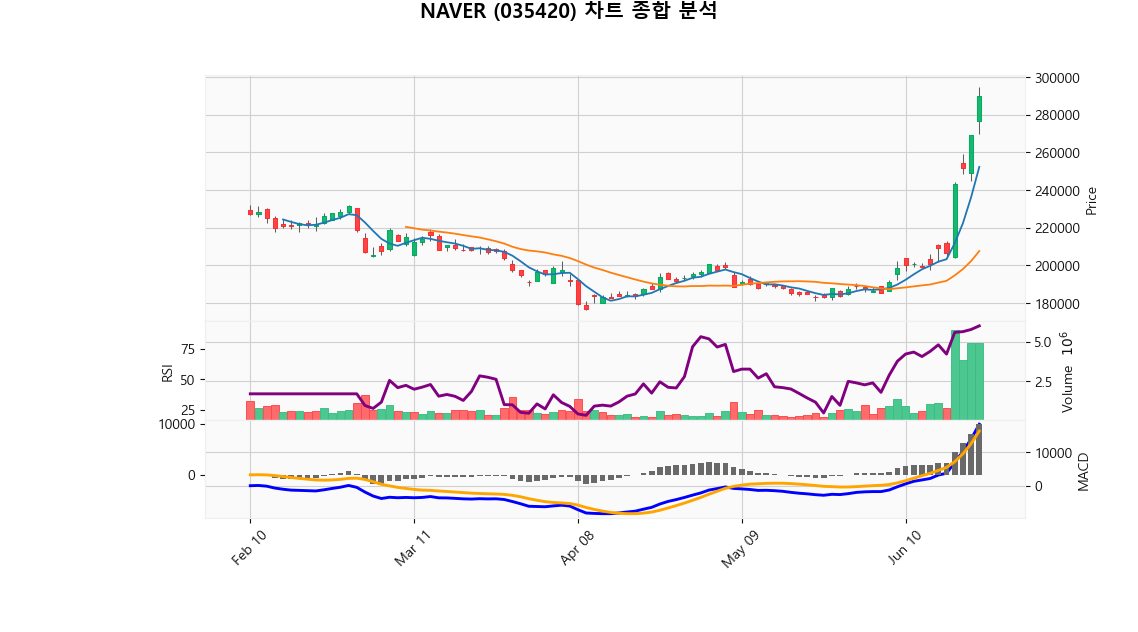 NAVER (035420) 차트 종합 분석
300000
280000
260000
240000
220000
200000
180000
Price
75
50
25
RSI
5.0
2.5
Volume 10^6
10000
0
10000
0
MACD
Feb 10
Mar 11
Apr 08
May 09
Jun 10